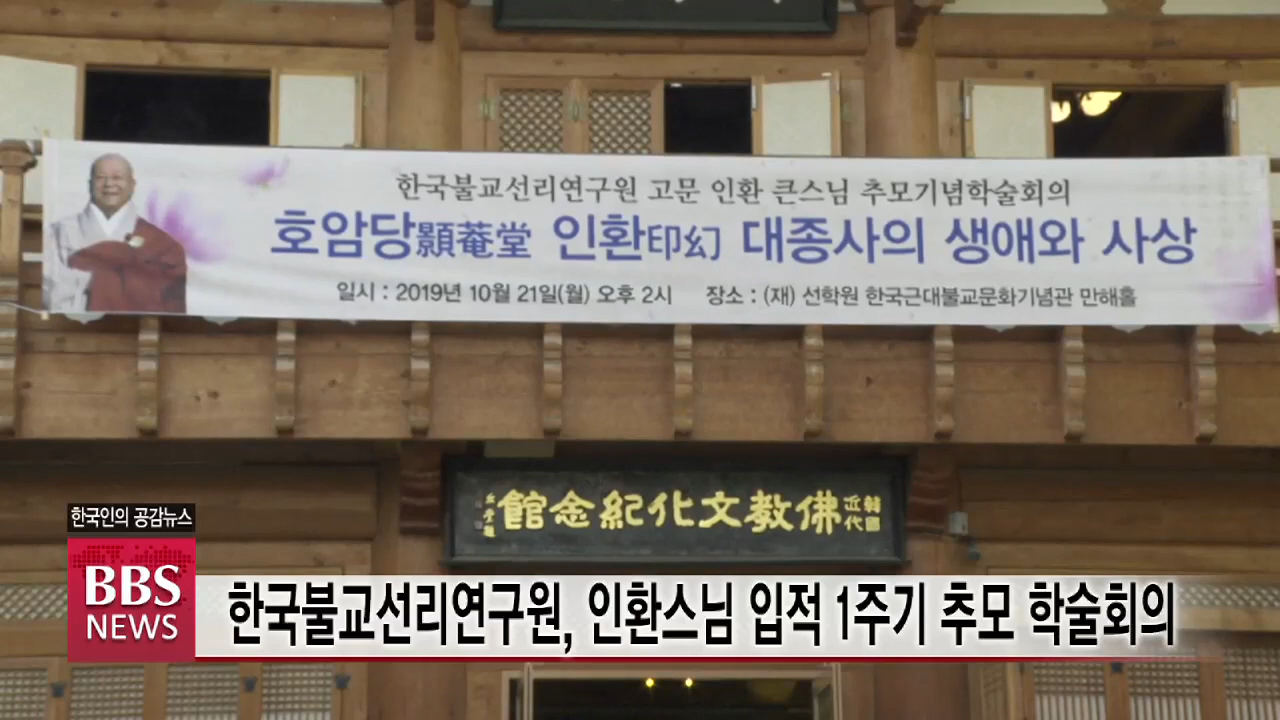 한국불교선리연구원 고문 인환 큰스님 추모기념학술회의
호암당顥菴堂 인환印幻 대종사의 생애와 사상
일시 : 2019년 10월 21일(월) 오후 2시 장소 : (재) 선학원 한국근대불교문화기념관 만해홀
韓國近代 佛教文化紀念館
한국인의 공감뉴스
BBS NEWS
한국불교선리연구원, 인환스님 입적 1주기 추모 학술회의